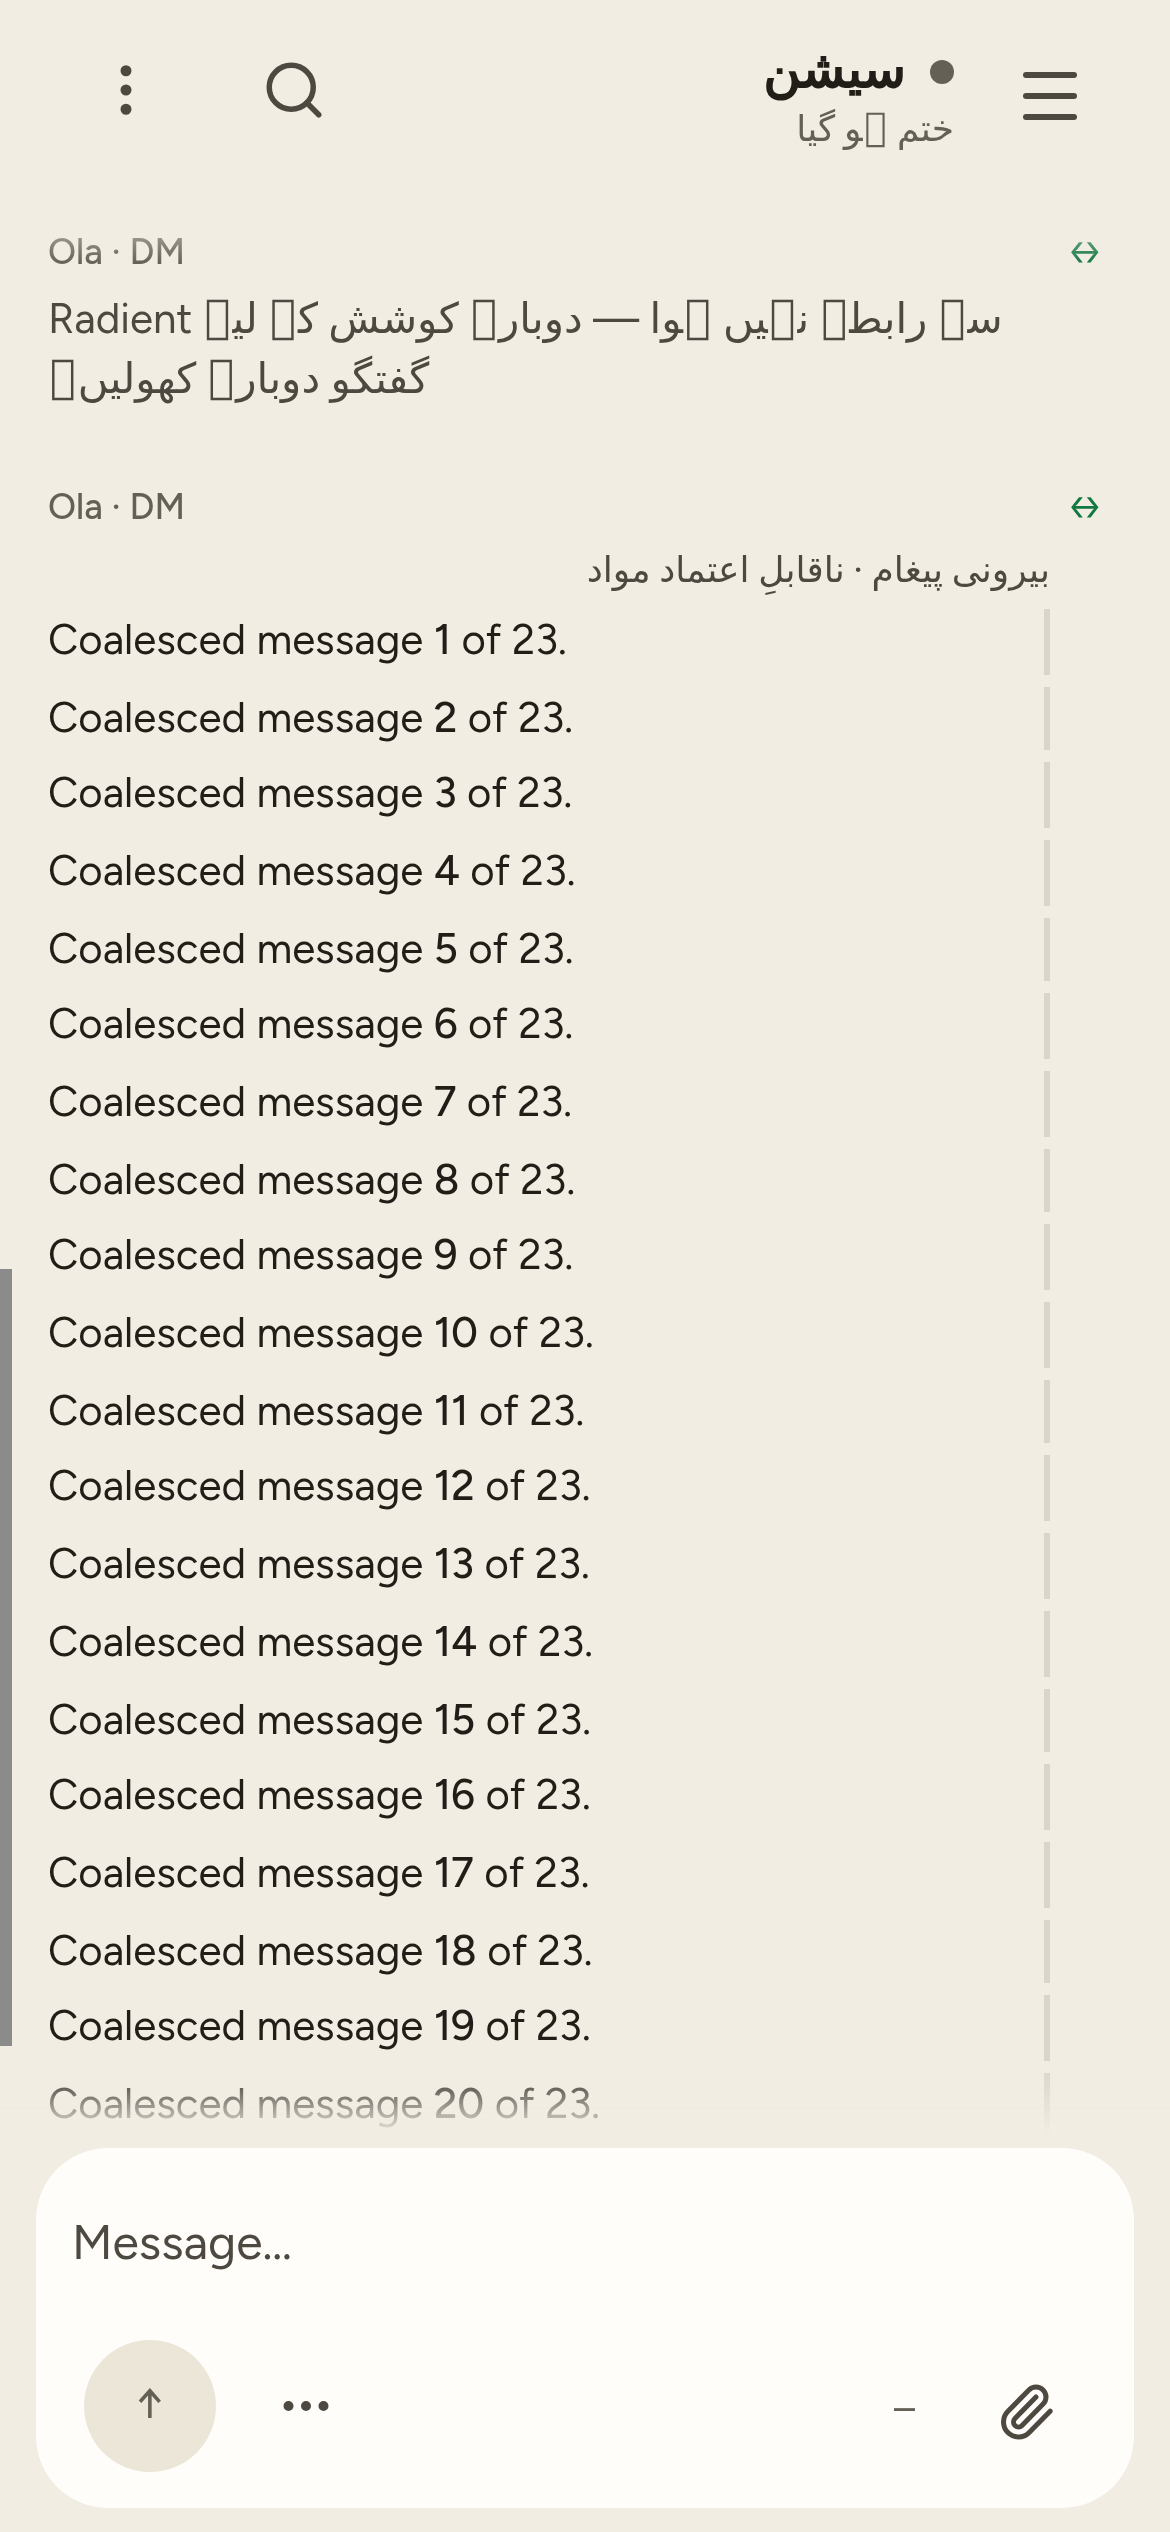 سیشن
ختم گیا
Ola · DM
Radient — کوشش
گفتگو کھولیں
Ola · DM
بیرونی پیغام · ناقابلِ اعتماد مواد
Coalesced message 1 of 23.
Coalesced message 2 of 23.
Coalesced message 3 of 23.
Coalesced message 4 of 23.
Coalesced message 5 of 23.
Coalesced message 6 of 23.
Coalesced message 7 of 23.
Coalesced message 8 of 23.
Coalesced message 9 of 23.
Coalesced message 10 of 23.
Coalesced message 11 of 23.
Coalesced message 12 of 23.
Coalesced message 13 of 23.
Coalesced message 14 of 23.
Coalesced message 15 of 23.
Coalesced message 16 of 23.
Coalesced message 17 of 23.
Coalesced message 18 of 23.
Coalesced message 19 of 23.
Coalesced message 20 of 23.
Message...
–